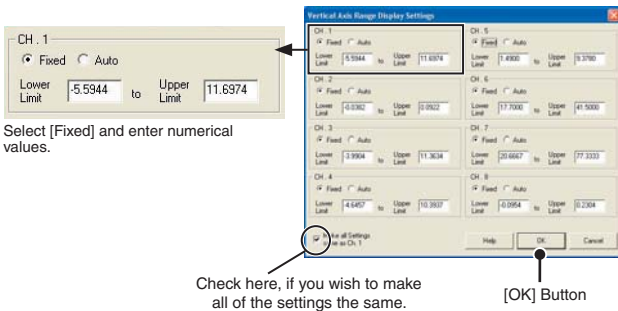 CH . 1
Fixed Auto
Lower Limit -5.5944 to Upper Limit 11.6974
Select [Fixed] and enter numerical
values.
Vertical Axis Range Display Settings
CH . 1
Fixed Auto
Lower Limit -5.5944 to Upper Limit 11.6974
CH . 2
Fixed Auto
Lower Limit -0.0382 to Upper Limit 0.0922
CH . 3
Fixed Auto
Lower Limit -3.9904 to Upper Limit 11.3634
CH . 4
Fixed Auto
Lower Limit 4.6457 to Upper Limit 10.3937
CH . 5
Fixed Auto
Lower Limit 1.4900 to Upper Limit 9.3780
CH . 6
Fixed Auto
Lower Limit 17.7000 to Upper Limit 41.5000
CH . 7
Fixed Auto
Lower Limit 20.6667 to Upper Limit 77.3333
CH . 8
Fixed Auto
Lower Limit -0.0954 to Upper Limit 0.2304
all Settings
same as Ch. 1
Help OK Cancel
Check here, if you wish to make
all of the settings the same.
[OK] Button